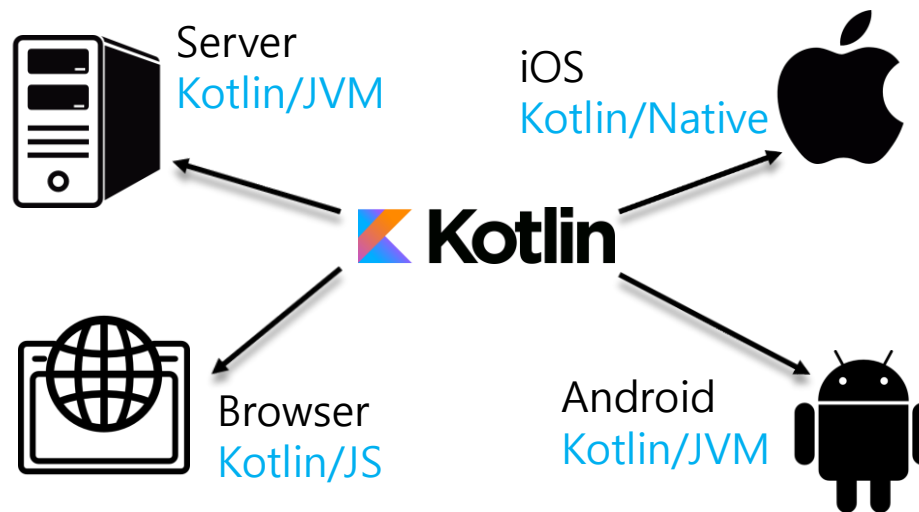 Server
Kotlin/JVM
iOS
Kotlin/Native
Kotlin
Browser
Kotlin/JS
Android
Kotlin/JVM